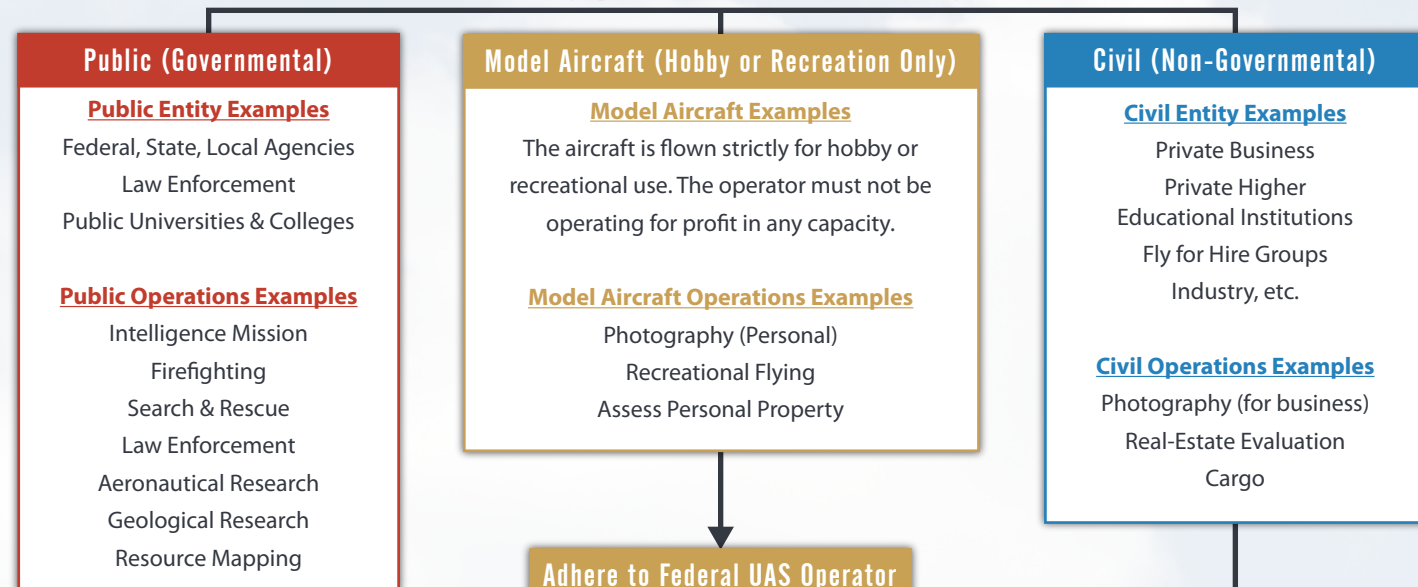 Public (Governmental)
Public Entity Examples
Federal, State, Local Agencies
Law Enforcement
Public Universities & Colleges
Public Operations Examples
Intelligence Mission
Firefighting
Search & Rescue
Law Enforcement
Aeronautical Research
Geological Research
Resource Mapping
Model Aircraft (Hobby or Recreation Only)
Model Aircraft Examples
The aircraft is flown strictly for hobby or
recreational use. The operator must not be
operating for profit in any capacity.
Model Aircraft Operations Examples
Photography (Personal)
Recreational Flying
Assess Personal Property
Adhere to Federal UAS Operator
Civil (Non-Governmental)
Civil Entity Examples
Private Business
Private Higher
Educational Institutions
Fly for Hire Groups
Industry, etc.
Civil Operations Examples
Photography (for business)
Real-Estate Evaluation
Cargo